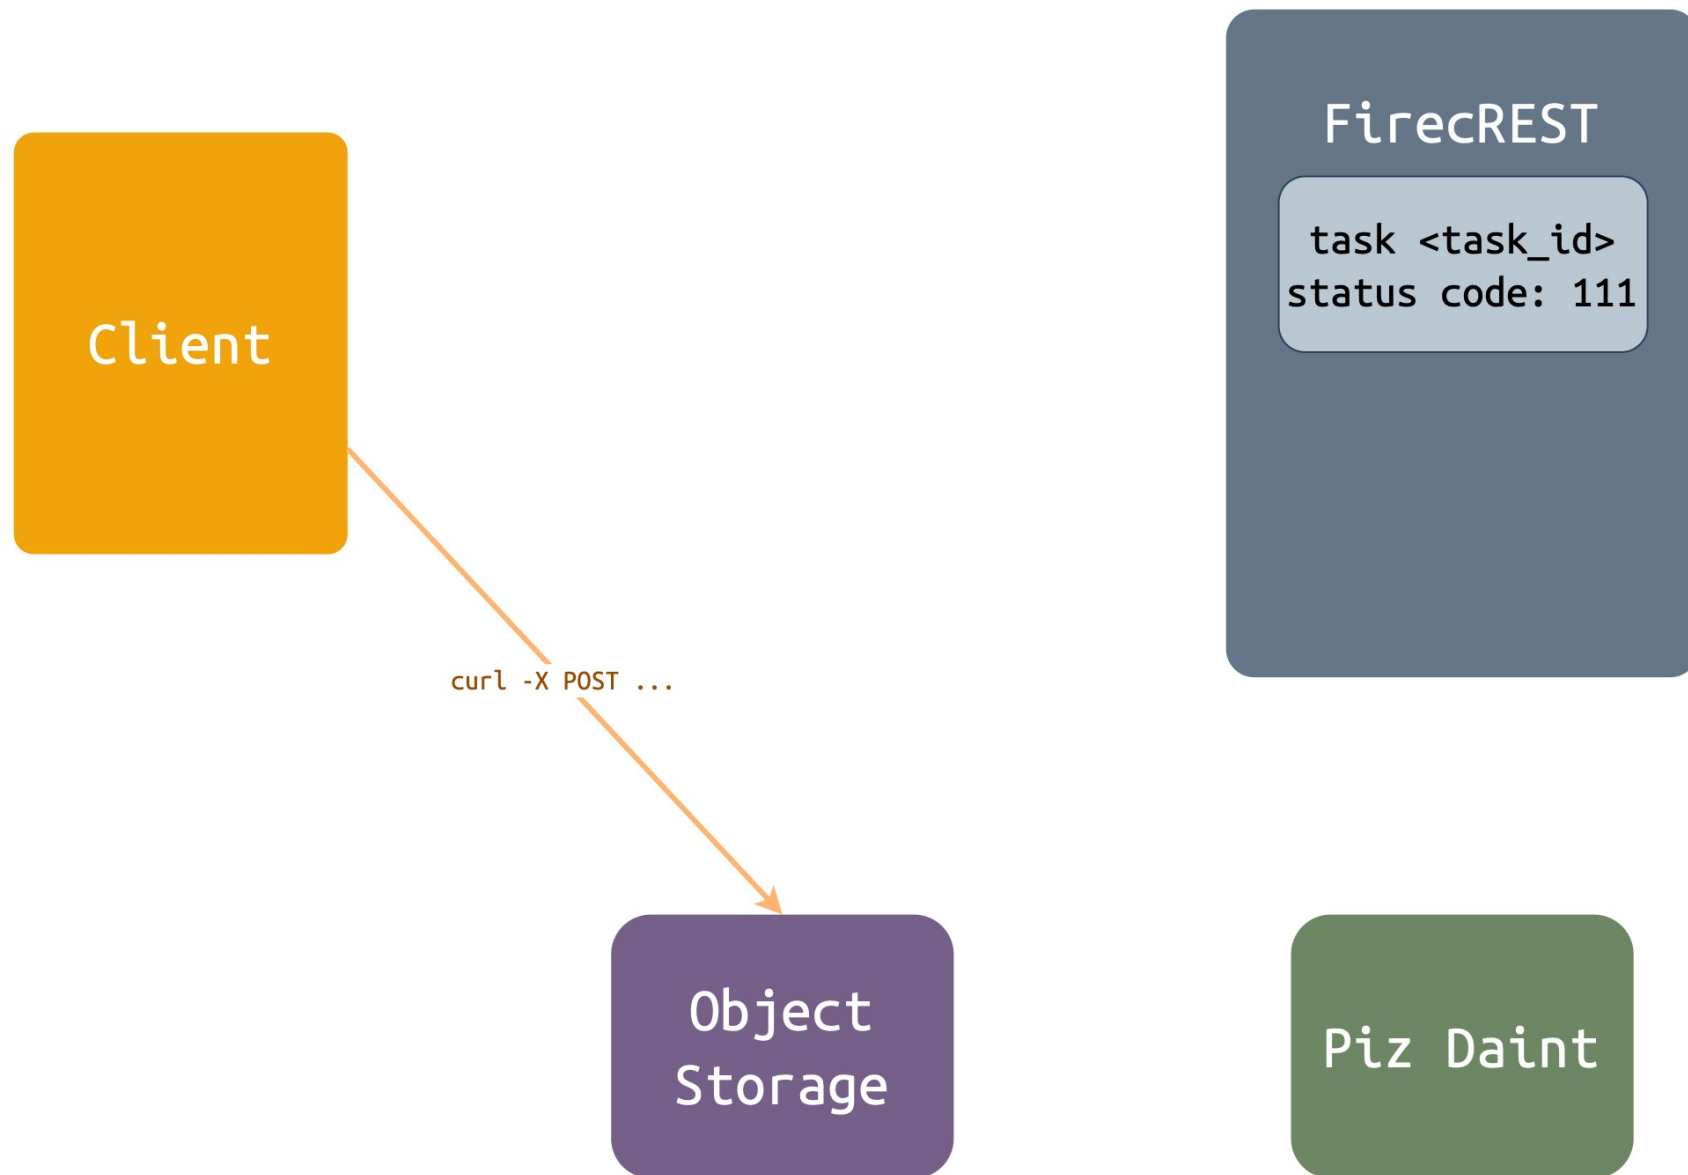 FirecREST
task <task_id>
status code: 111
Client
curl -X POST ...
Object
Storage
Piz Daint